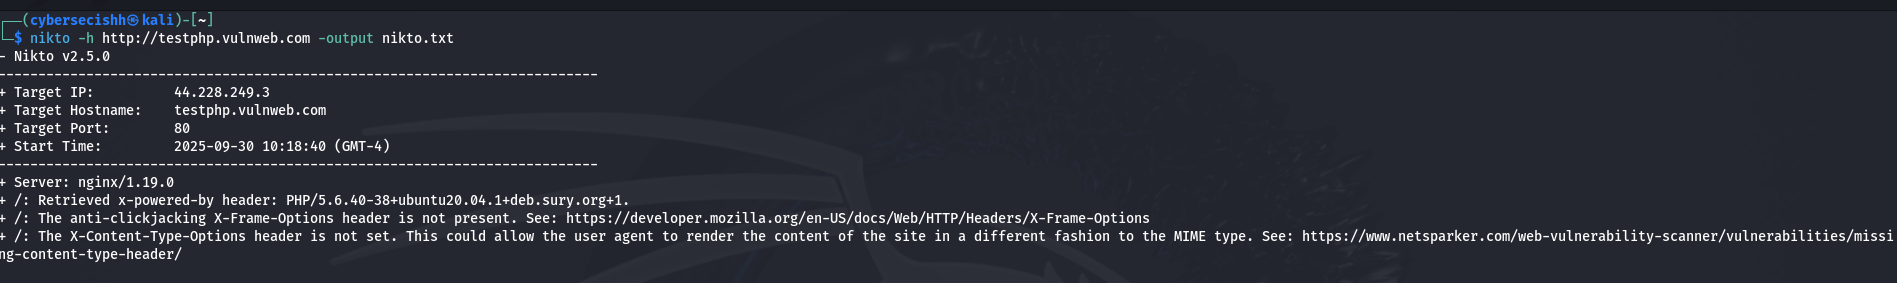 ┌──(cybersecishh㉿kali)-[~]
└─$ nikto -h http://testphp.vulnweb.com -output nikto.txt
- Nikto v2.5.0
---------------------------------------------------------------------------
+ Target IP:          44.228.249.3
+ Target Hostname:    testphp.vulnweb.com
+ Target Port:        80
+ Start Time:         2025-09-30 10:18:40 (GMT-4)
---------------------------------------------------------------------------
+ Server: nginx/1.19.0
+ /: Retrieved x-powered-by header: PHP/5.6.40-38+ubuntu20.04.1+deb.sury.org+1.
+ /: The anti-clickjacking X-Frame-Options header is not present. See: https://developer.mozilla.org/en-US/docs/Web/HTTP/Headers/X-Frame-Options
+ /: The X-Content-Type-Options header is not set. This could allow the user agent to render the content of the site in a different fashion to the MIME type. See: https://www.netsparker.com/web-vulnerability-scanner/vulnerabilities/missi
ng-content-type-header/